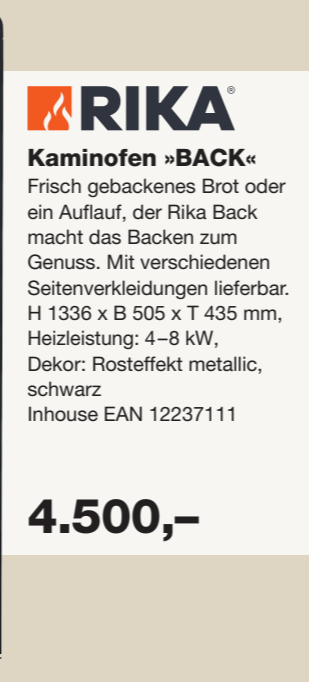 RIKA®
Kaminofen »BACK«
Frisch gebackenes Brot oder
ein Auflauf, der Rika Back
macht das Backen zum
Genuss. Mit verschiedenen
Seitenverkleidungen lieferbar.
H 1336 x B 505 x T 435 mm,
Heizleistung: 4–8 kW,
Dekor: Rosteffekt metallic,
schwarz
Inhouse EAN 12237111
4.500,–